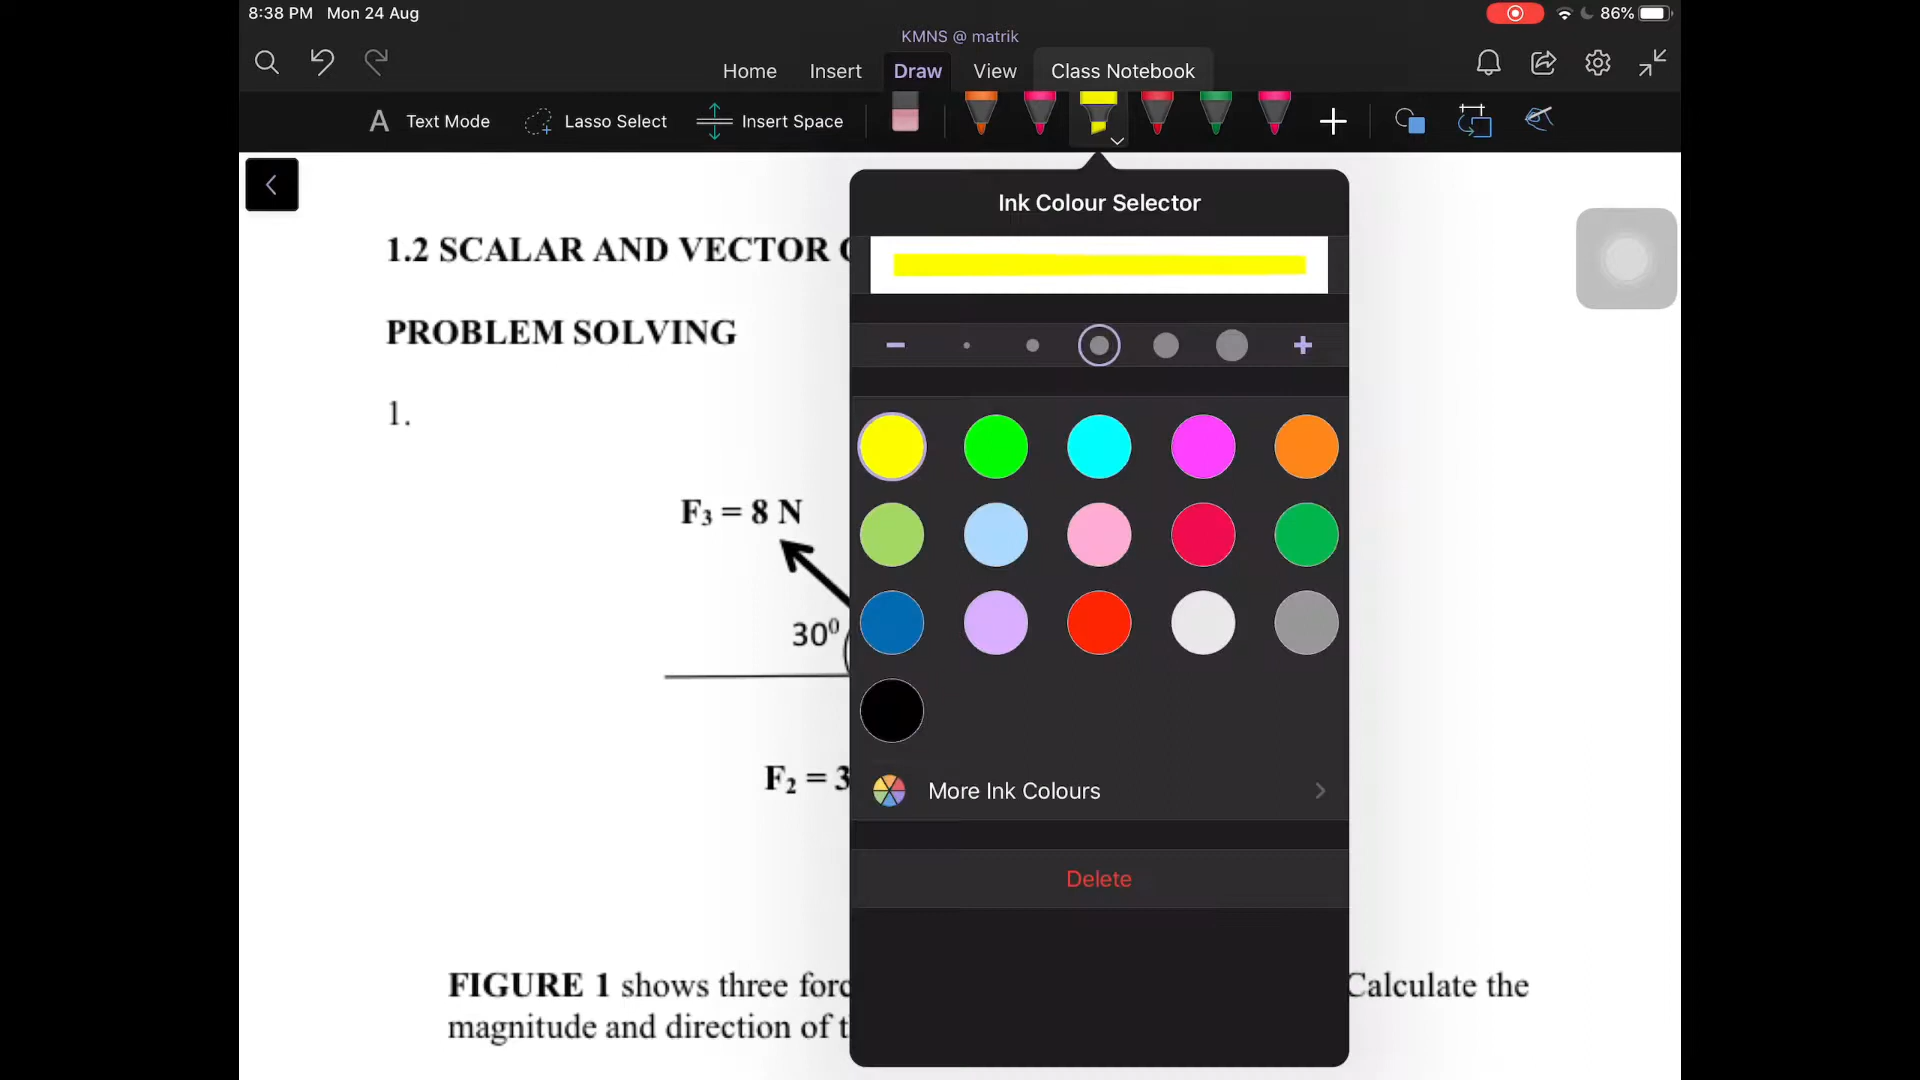 8:38 PM Mon 24 Aug
86%
KMNS @ matrik
Home Insert Draw View Class Notebook
A Text Mode Lasso Select Insert Space
Ink Colour Selector
1.2 SCALAR AND VECTOR
PROBLEM SOLVING
1.
F₃ = 8 N
30⁰
F₂ = 3
More Ink Colours
Delete
FIGURE 1 shows three forc Calculate the
magnitude and direction of t